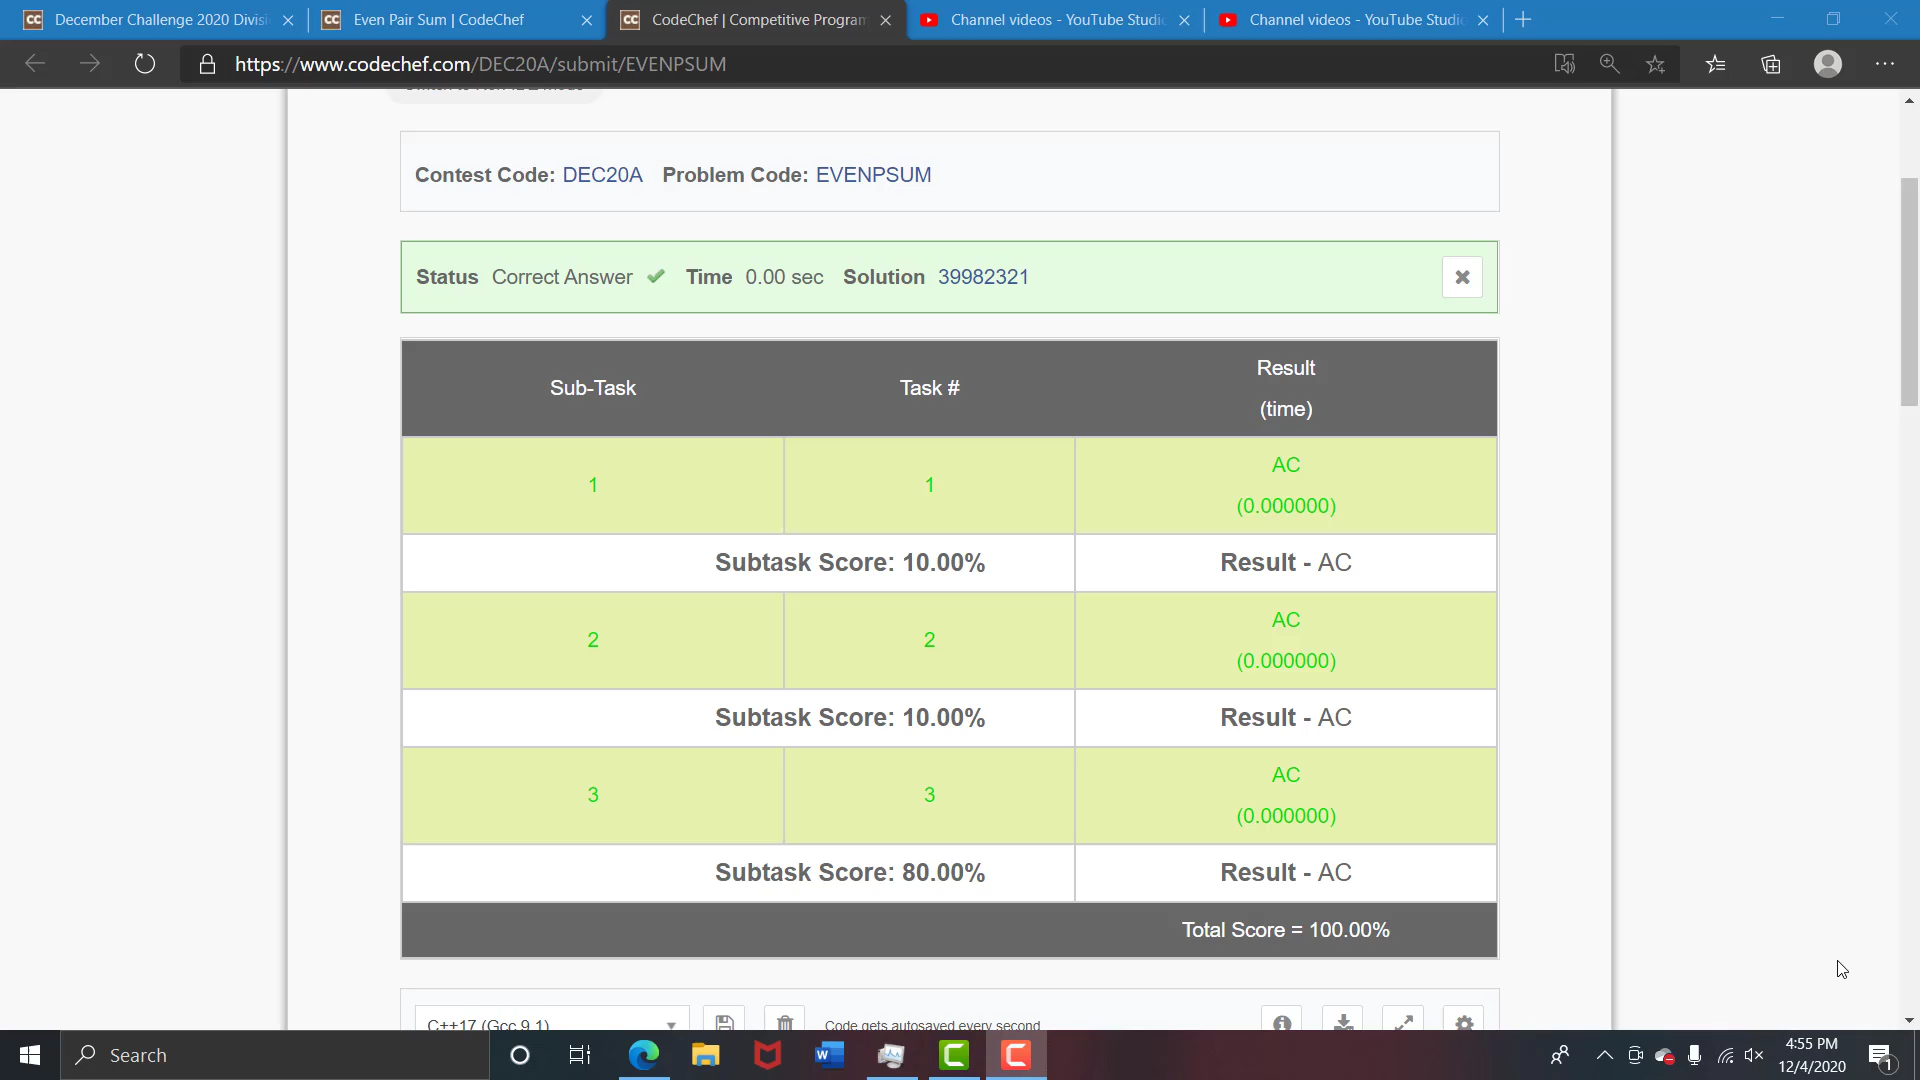 December Challenge 2020 Divisi
Even Pair Sum | CodeChef
CodeChef | Competitive Program
Channel videos - YouTube Studio
Channel videos - YouTube Studio
https://www.codechef.com/DEC20A/submit/EVENPSUM
Contest Code: DEC20A Problem Code: EVENPSUM
Status Correct Answer Time 0.00 sec Solution 39982321
Sub-Task Task # Result
(time)
1 1 AC
(0.000000)
Subtask Score: 10.00% Result - AC
2 2 AC
(0.000000)
Subtask Score: 10.00% Result - AC
3 3 AC
(0.000000)
Subtask Score: 80.00% Result - AC
Total Score = 100.00%
C++17 (Gcc 9.1) Code gets autosaved every second
Search
4:55 PM
12/4/2020
1